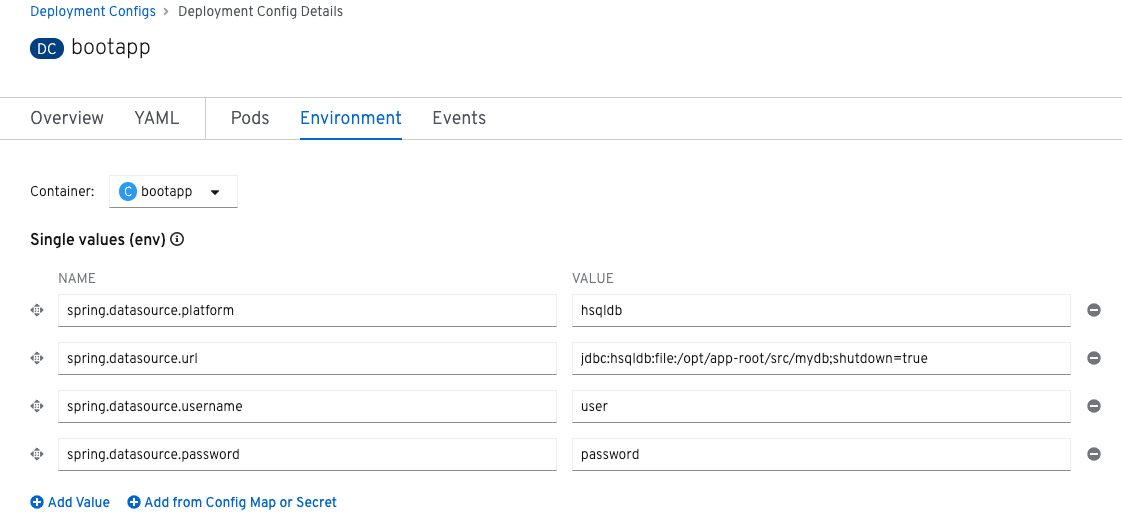 Deployment Configs > Deployment Config Details
DC bootapp
Overview YAML Pods Environment Events
Container: C bootapp
Single values (env)
NAME VALUE
spring.datasource.platform hsqldb
spring.datasource.url jdbc:hsqldb:file:/opt/app-root/src/mydb;shutdown=true
spring.datasource.username user
spring.datasource.password password
Add Value Add from Config Map or Secret